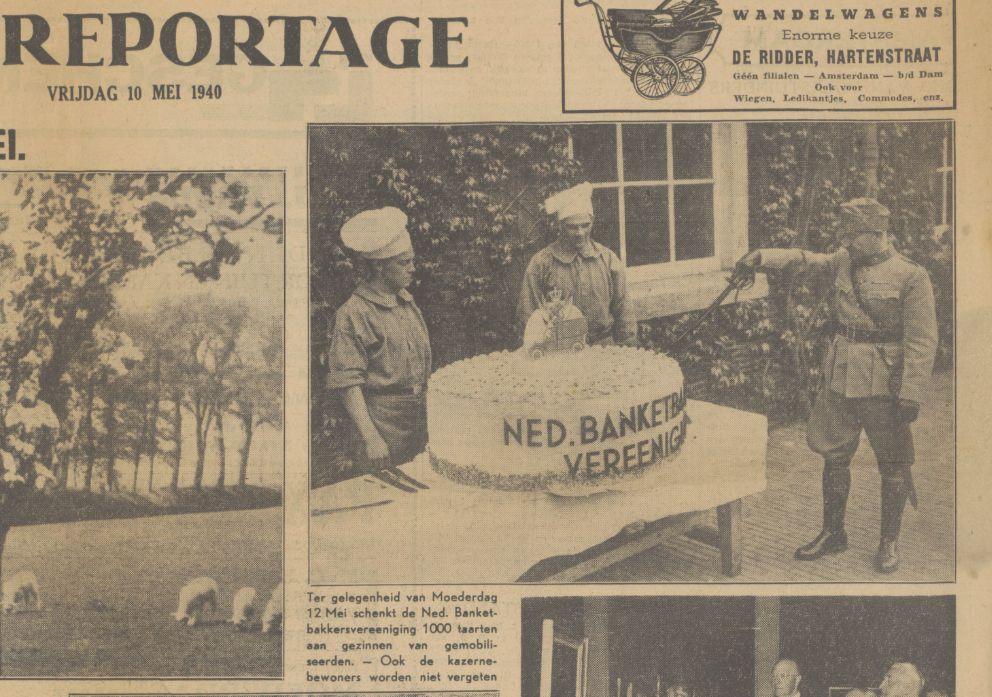 REPORTAGE
VRIJDAG 10 MEI 1940
WANDELWAGENS
Enorme keuze
DE RIDDER, HARTENSTRAAT
Géén filialen — Amsterdam — b/d Dam
Ook voor
Wiegen, Ledikantjes, Commodes, enz.
EI.
NED. BANKETBA
VEREENIG
Ter gelegenheid van Moederdag
12 Mei schenkt de Ned. Banket-
bakkersvereeniging 1000 taarten
aan gezinnen van gemobili-
seerden. — Ook de kazerne-
bewoners worden niet vergeten